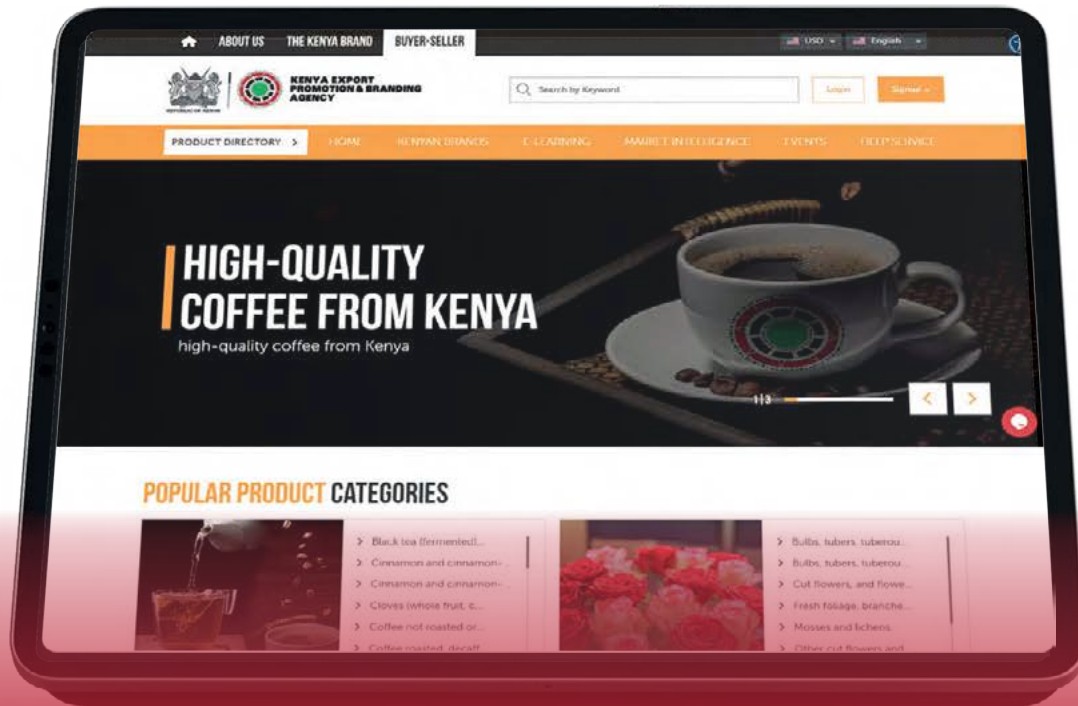 ABOUT US THE KENYA BRAND BUYER-SELLER USD English
REPUBLIC OF KENYA
KENYA EXPORT
PROMOTION & BRANDING
AGENCY
Search by Keyword
Login Signup
PRODUCT DIRECTORY > HOME KENYAN BRANDS E-LEARNING MARKET INTELLIGENCE EVENTS HELP SERVICE
HIGH-QUALITY
COFFEE FROM KENYA
high-quality coffee from Kenya
1|3
POPULAR PRODUCT CATEGORIES
Black tea (fermented)...
Cinnamon and cinnamon-...
Cinnamon and cinnamon-...
Cloves (whole fruit, c...
Coffee not roasted or...
Coffee roasted, decaff...
Bulbs, tubers, tuberou...
Bulbs, tubers, tuberou...
Cut flowers, and flowe...
Fresh foliage, branche...
Mosses and lichens
Other cut flowers and